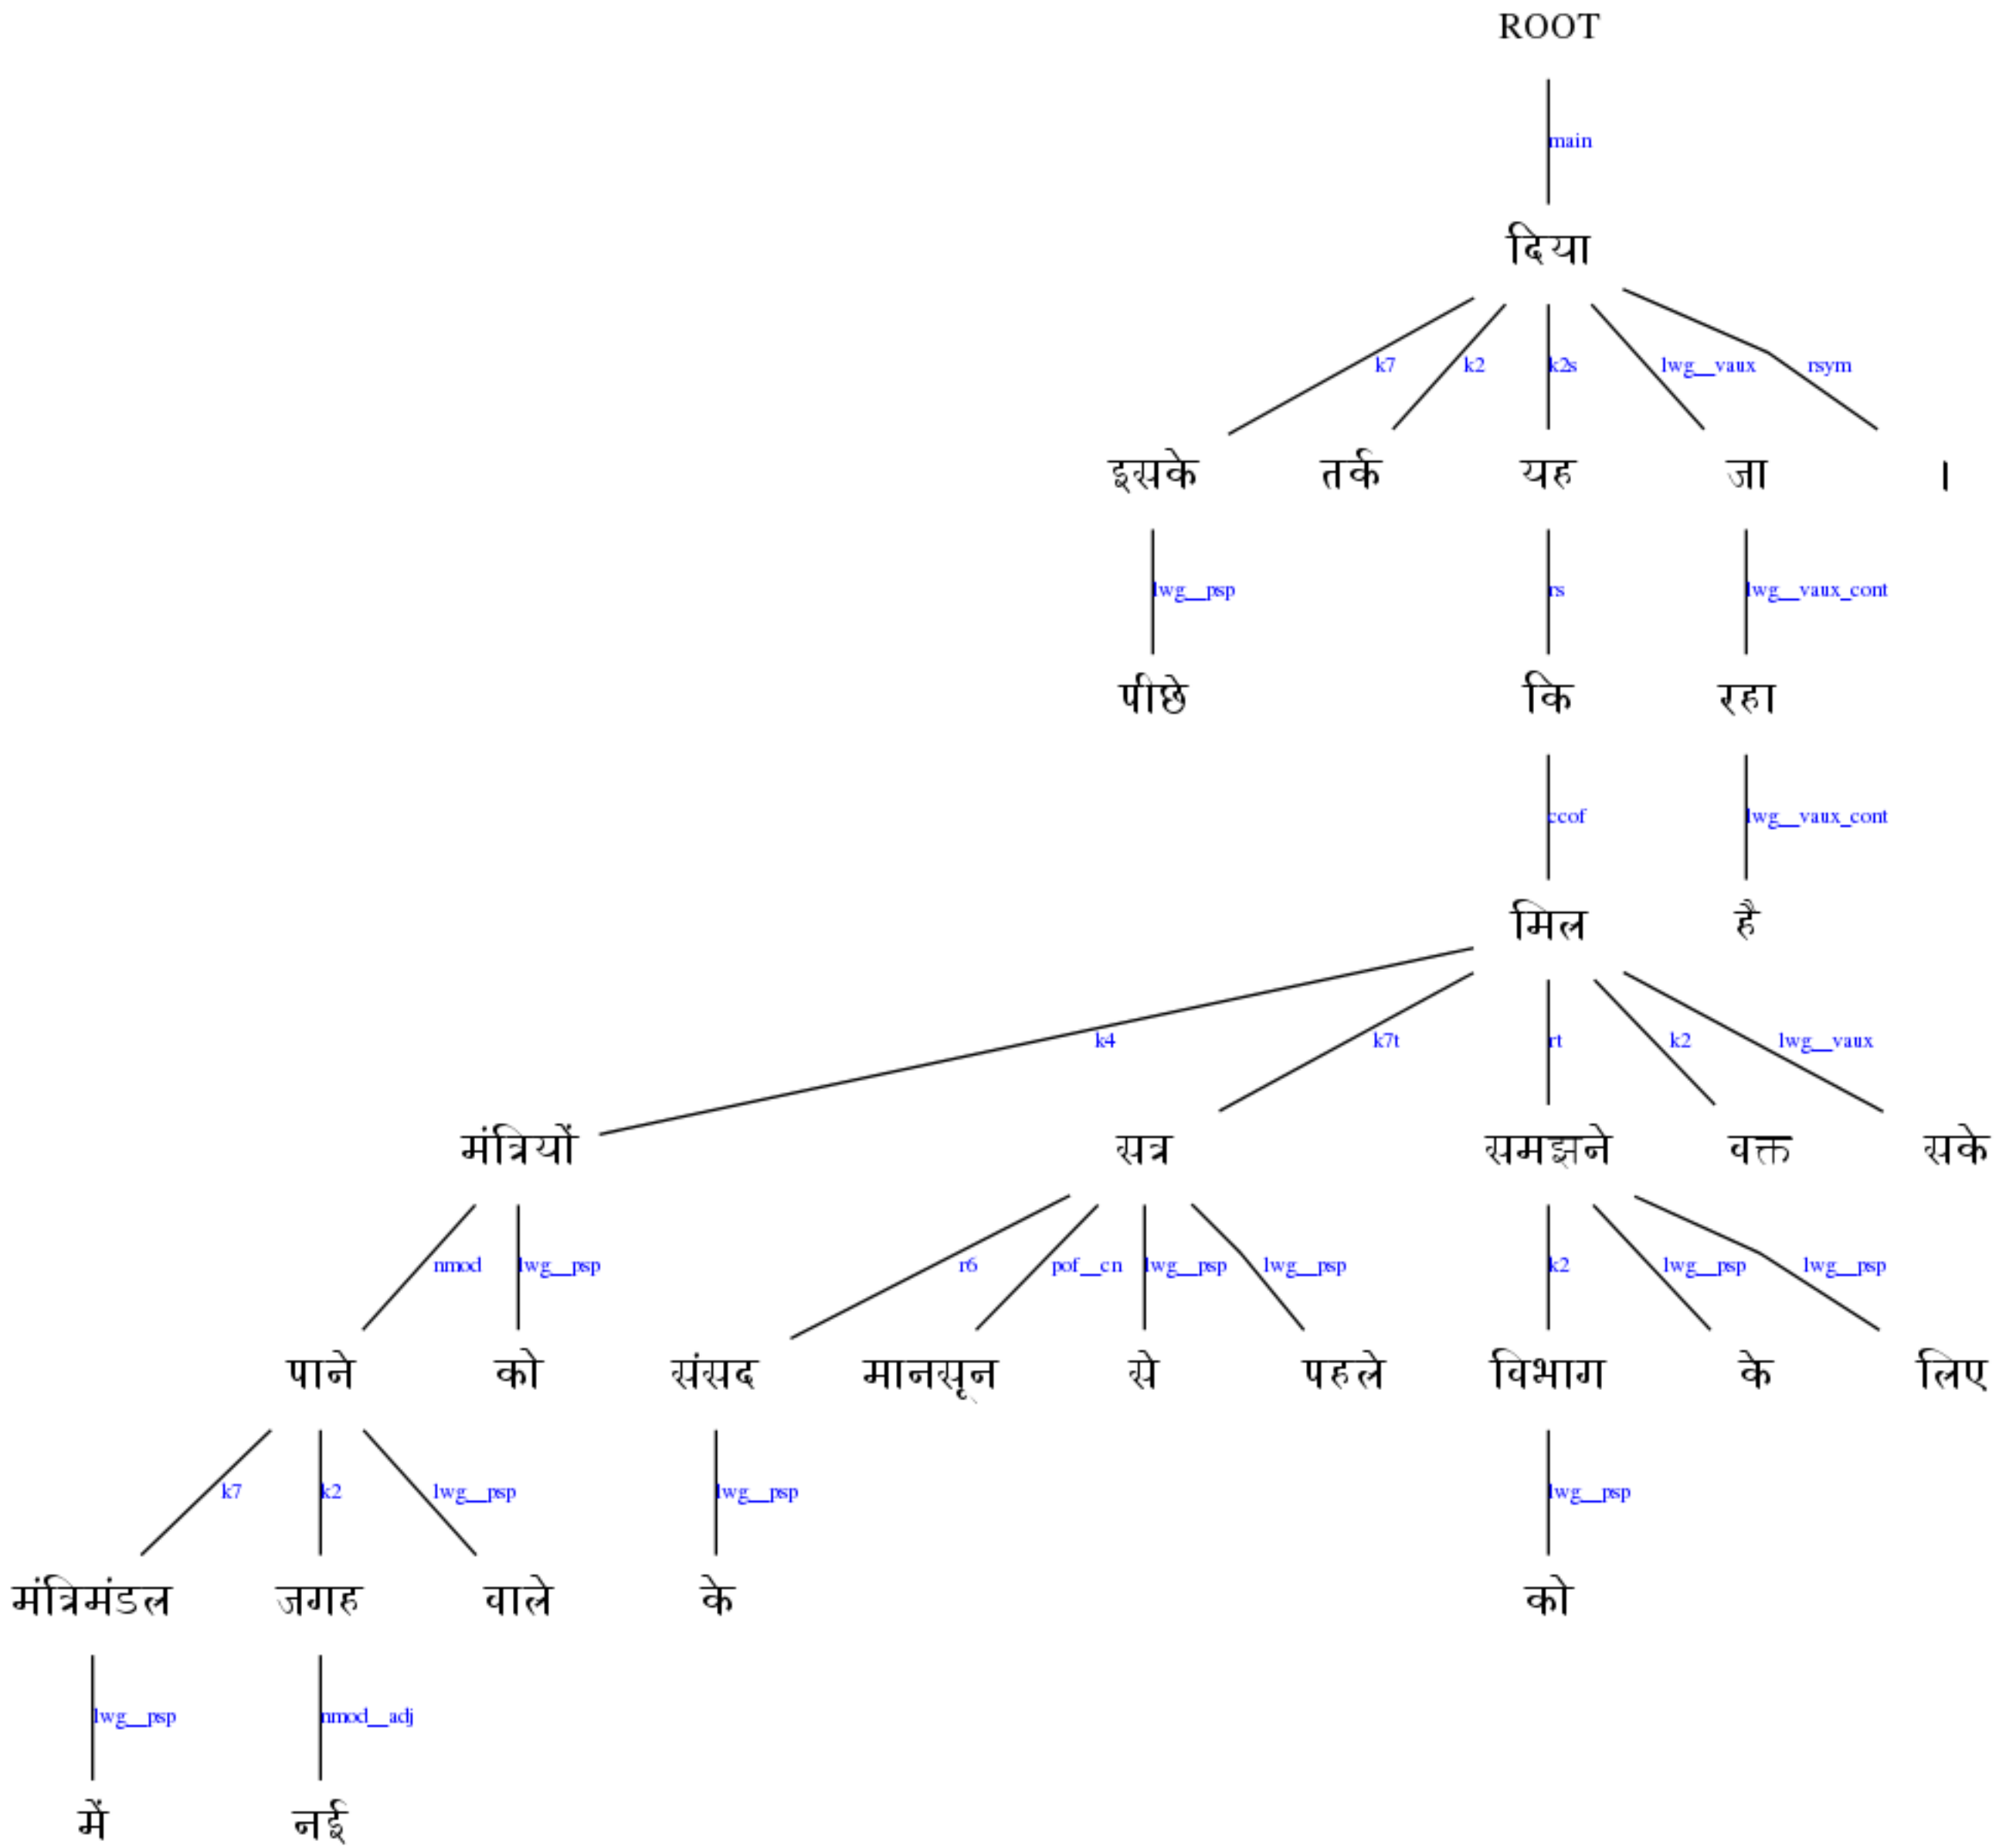 ROOT
main
दिया
k7 k2 k2s lwg__vaux rsym
इसके तर्क यह जा ।
lwg__psp rs lwg__vaux_cont
पीछे कि रहा
ccof lwg__vaux_cont
मिल है
k4 k7t rt k2 lwg__vaux
मंत्रियों सत्र समझने वक्त सके
nmod lwg__psp r6 pof__cn lwg__psp lwg__psp k2 lwg__psp lwg__psp
पाने को संसद मानसून से पहले विभाग के लिए
k7 k2 lwg__psp lwg__psp lwg__psp
मंत्रिमंडल जगह वाले के को
lwg__psp nmod__adj
में नई